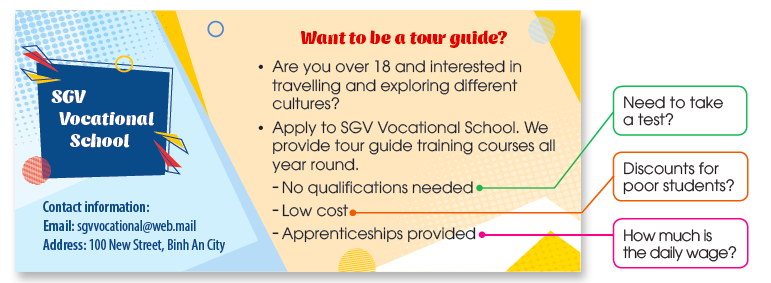 SGV
Vocational
School
Contact information:
Email: sgvvocational@web.mail
Address: 100 New Street, Binh An City
Want to be a tour guide?
• Are you over 18 and interested in
travelling and exploring different
cultures?
• Apply to SGV Vocational School. We
provide tour guide training courses all
year round.
- No qualifications needed
- Low cost
- Apprenticeships provided
Need to take
a test?
Discounts for
poor students?
How much is
the daily wage?